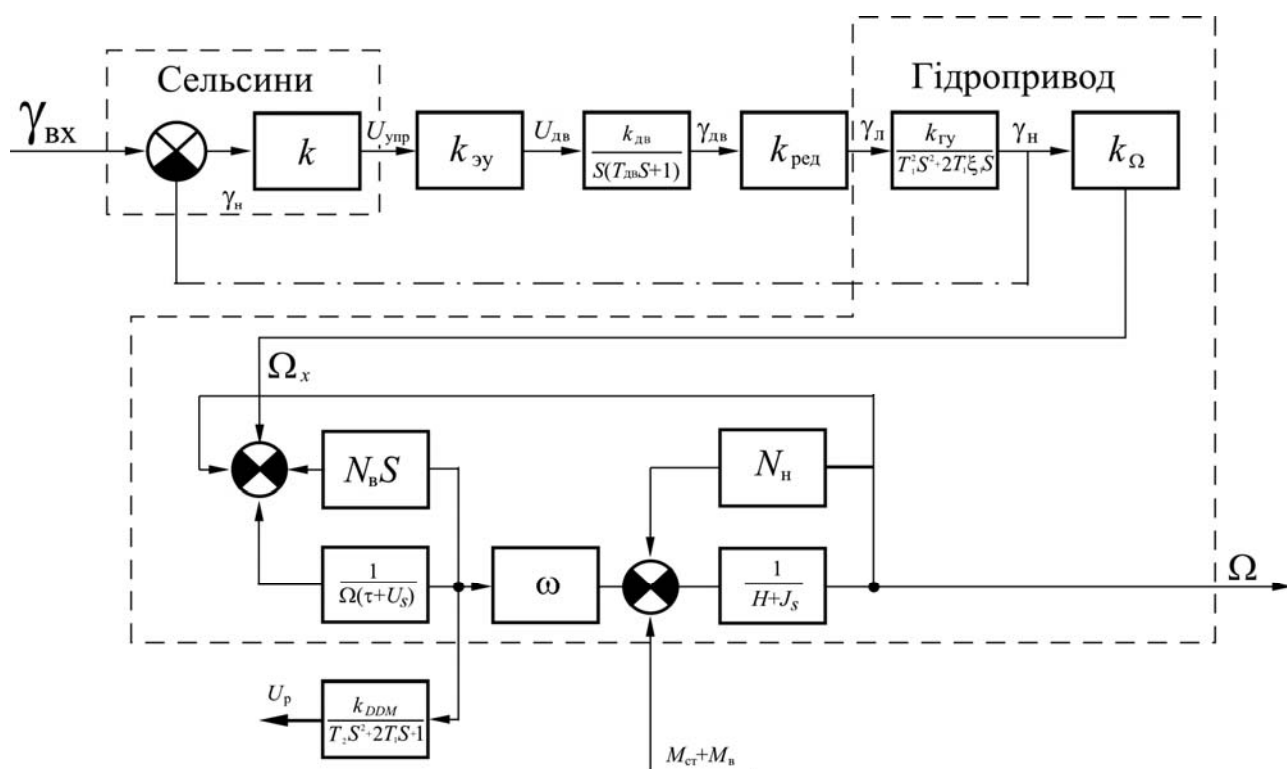 Сельсини
Гідропривод
γвх
k
Uупр
kэу
Uдв
kдв
S(TдвS+1)
γдв
kред
γл
kгу
T₁²S²+2T₁ξ₁S
γн
kΩ
γн
Ωx
NвS
Nн
1
Ω(τ+Us)
ω
1
H+Js
Ω
Uр
kDDM
T₂S²+2T₁S+1
Mст+Mв